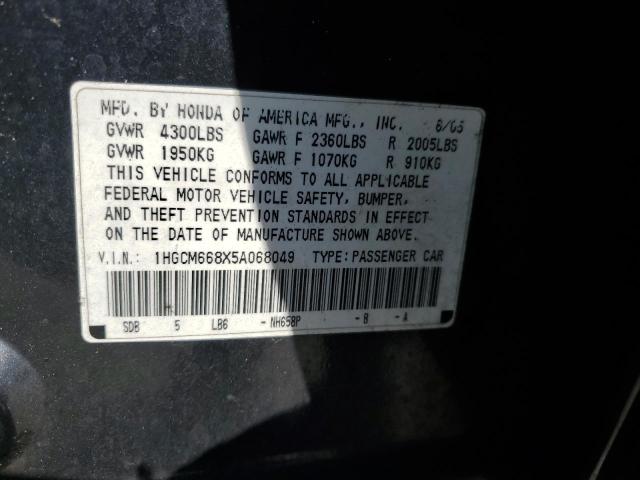 MFD. BY HONDA OF AMERICA MFG., INC. 6/05
GVWR 4300LBS GAWR F 2360LBS R 2005LBS
GVWR 1950KG GAWR F 1070KG R 910KG
THIS VEHICLE CONFORMS TO ALL APPLICABLE
FEDERAL MOTOR VEHICLE SAFETY, BUMPER,
AND THEFT PREVENTION STANDARDS IN EFFECT
ON THE DATE OF MANUFACTURE SHOWN ABOVE.
V.I.N.: 1HGCM668X5A068049 TYPE: PASSENGER CAR
SDB 5 LB6 -NH658P -B -A